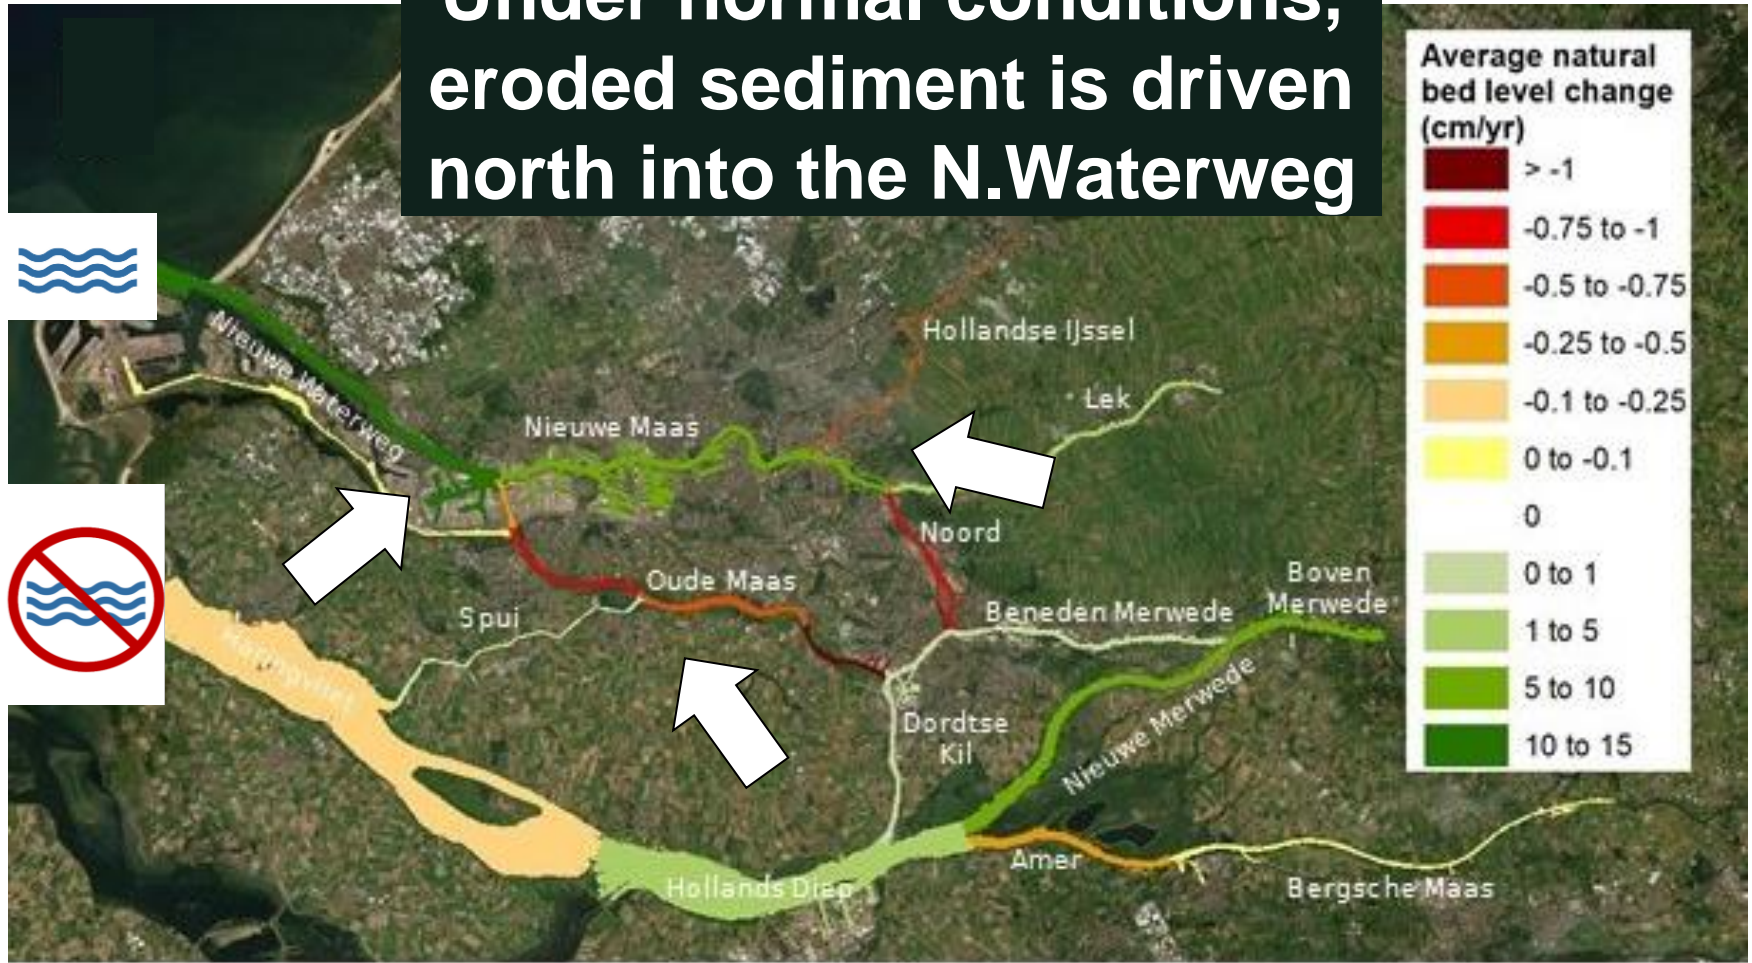 Under normal conditions,
eroded sediment is driven
north into the N.Waterweg
Average natural
bed level change
(cm/yr)
> -1
-0.75 to -1
-0.5 to -0.75
-0.25 to -0.5
-0.1 to -0.25
0 to -0.1
0
0 to 1
1 to 5
5 to 10
10 to 15
Nieuwe Waterweg
Hollandse IJssel
Lek
Nieuwe Maas
Noord
Oude Maas
Spui
Beneden Merwede
Boven
Merwede
Dordtse
Kil
Nieuwe Merwede
Haringvliet
Hollands Diep
Amer
Bergsche Maas